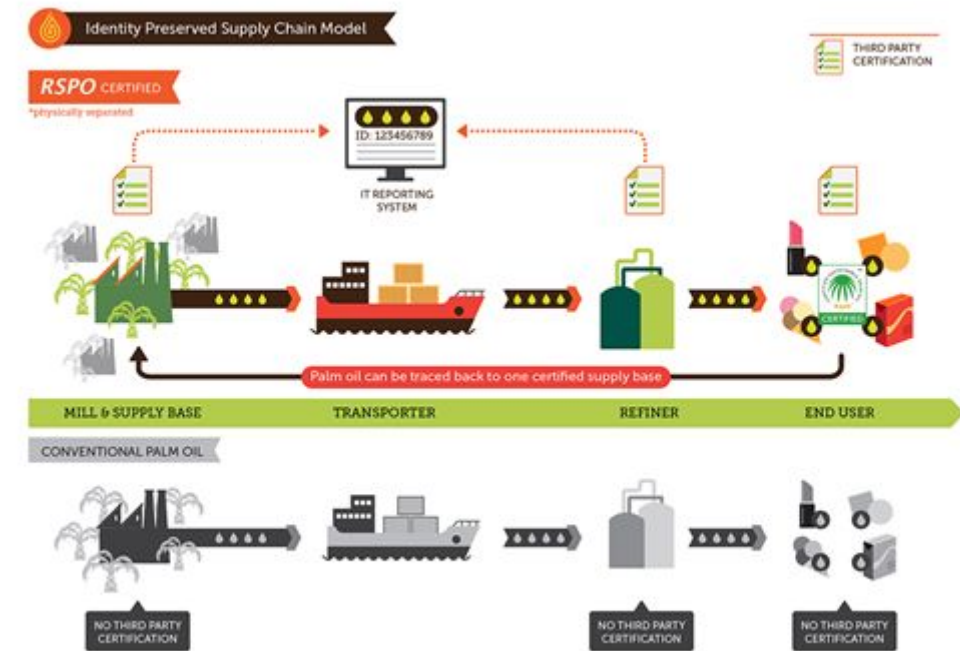 Identity Preserved Supply Chain Model
THIRD PARTY
CERTIFICATION
RSPO CERTIFIED
*physically separated
ID: 123456789
IT REPORTING
SYSTEM
RSPO
CERTIFIED
Palm oil can be traced back to one certified supply base
MILL & SUPPLY BASE
TRANSPORTER
REFINER
END USER
CONVENTIONAL PALM OIL
NO THIRD PARTY
CERTIFICATION
NO THIRD PARTY
CERTIFICATION
NO THIRD PARTY
CERTIFICATION